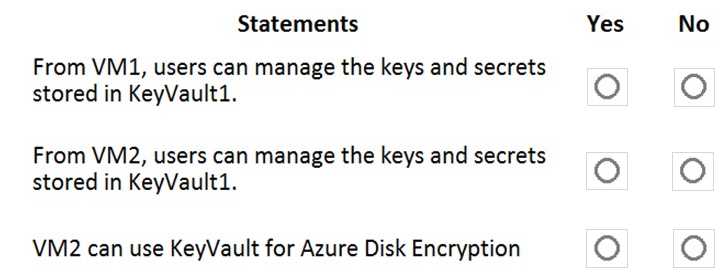 Statements Yes No
From VM1, users can manage the keys and secrets
stored in KeyVault1.
From VM2, users can manage the keys and secrets
stored in KeyVault1.
VM2 can use KeyVault for Azure Disk Encryption